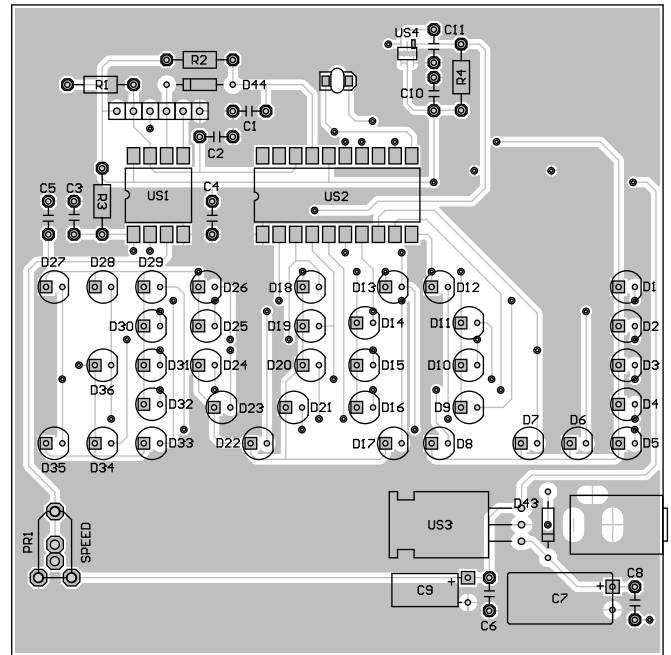 C11
US4
R2
R1
D44
R4
C10
C1
C2
C5
C3
R3
US1
C4
US2
D27
D28
D29
D26
D18
D13
D12
D1
D30
D25
D19
D14
D11
D2
D36
D31
D24
D20
D15
D10
D3
D32
D23
D21
D16
D9
D4
D35
D34
D33
D22
D17
D8
D7
D6
D5
PR1
SPEED
US3
D43
C9
+
C6
C7
+
C8